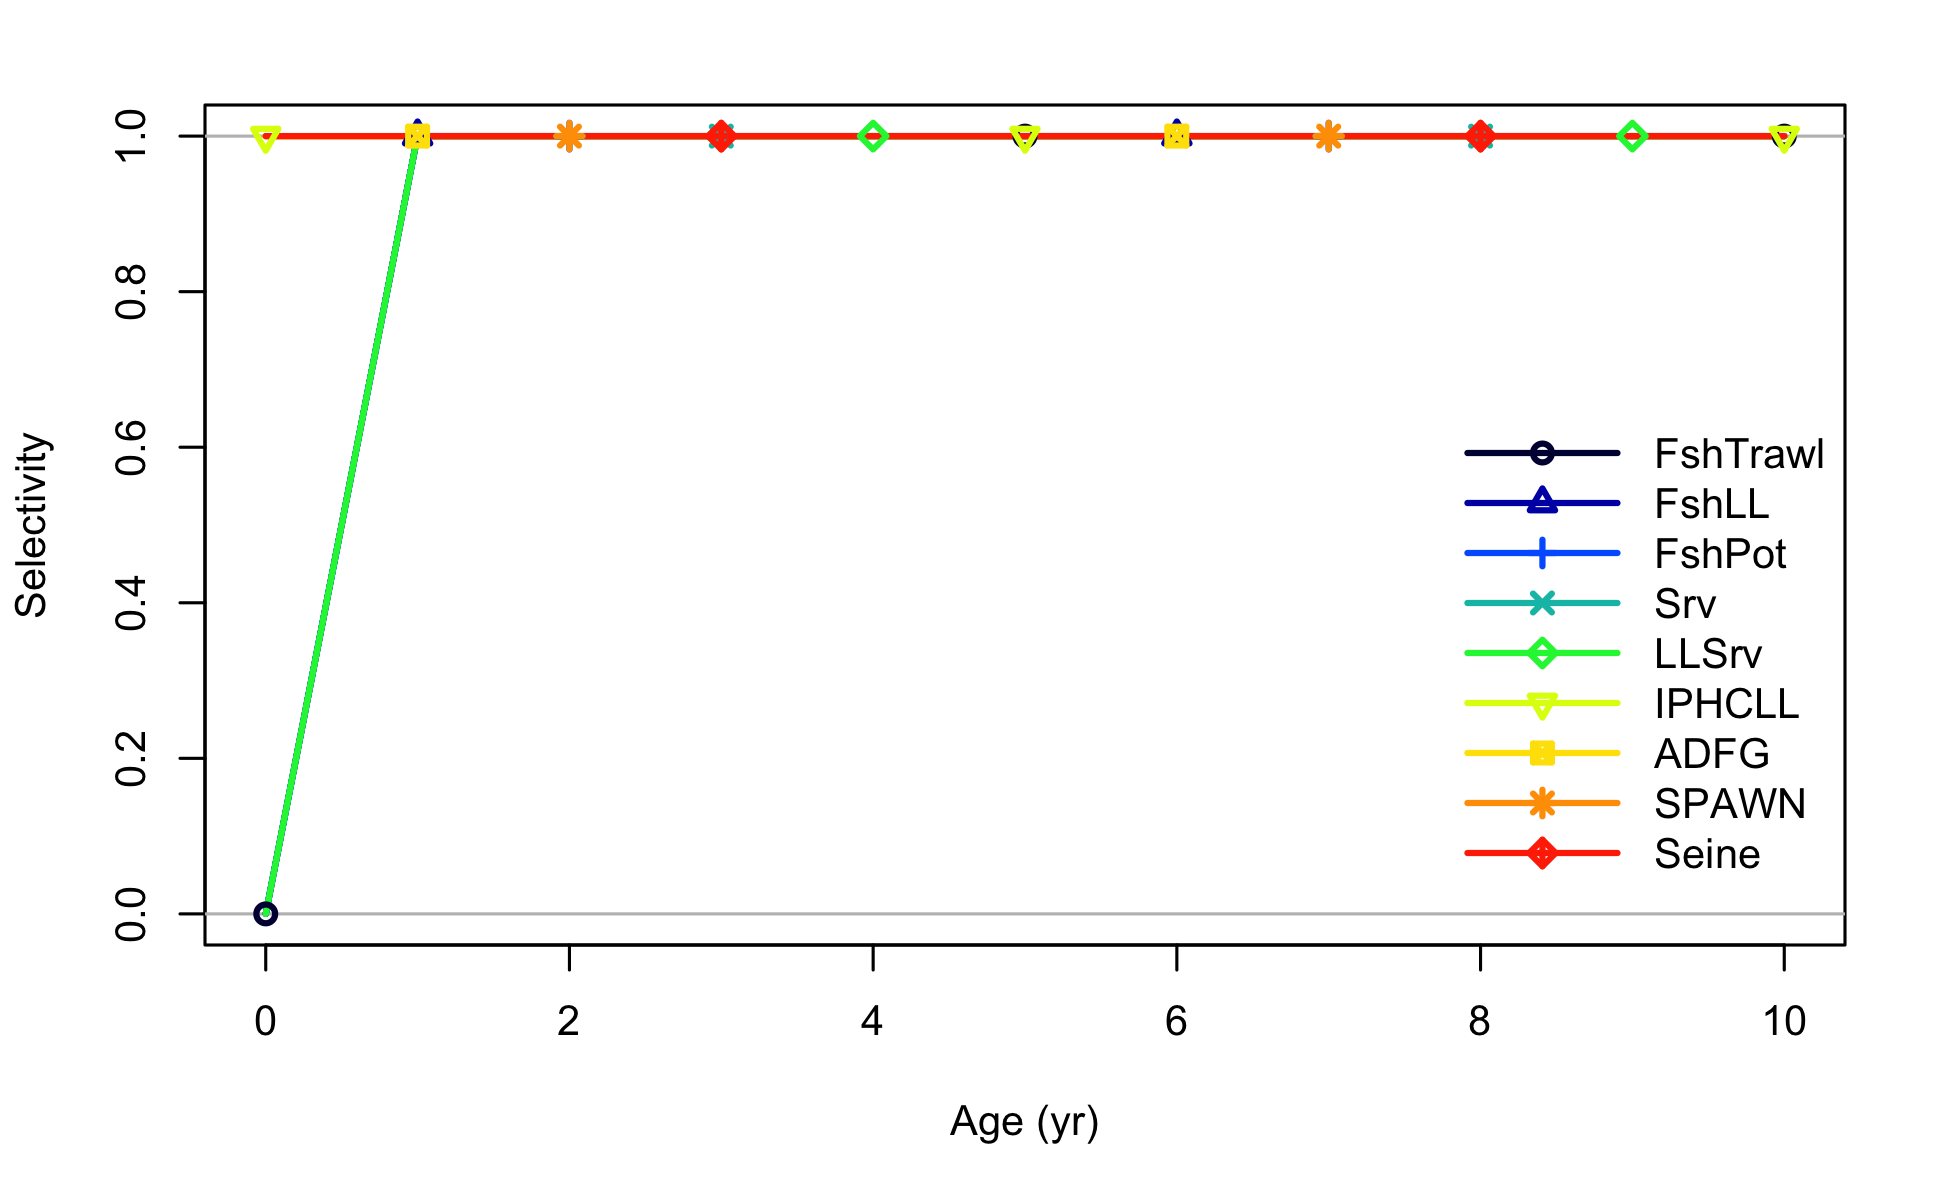 1.0
0.8
0.6
0.4
0.2
0.0
Selectivity
FshTrawl
FshLL
FshPot
Srv
LLSrv
IPHCLL
ADFG
SPAWN
Seine
0 2 4 6 8 10
Age (yr)